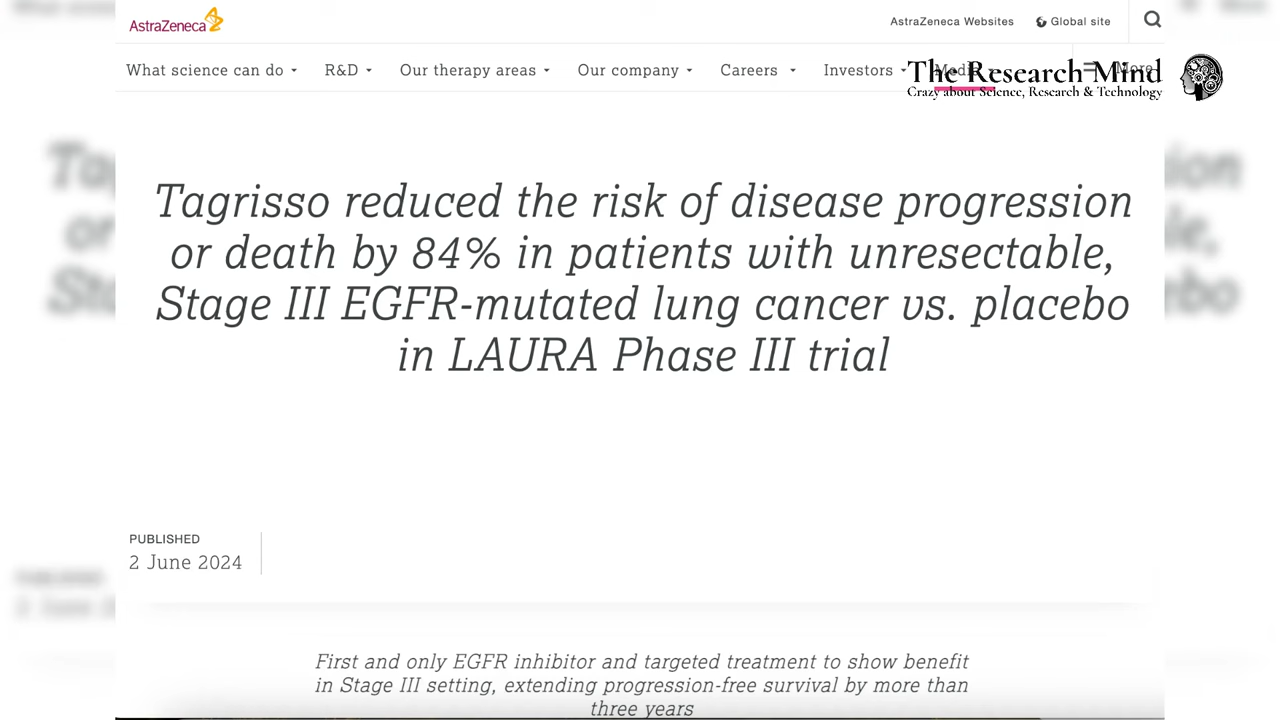 AstraZeneca
AstraZeneca Websites
Global site
What science can do
R&D
Our therapy areas
Our company
Careers
Investors
Media
More
The Research Mind
Crazy about Science, Research & Technology
Tagrisso reduced the risk of disease progression
or death by 84% in patients with unresectable,
Stage III EGFR-mutated lung cancer vs. placebo
in LAURA Phase III trial
PUBLISHED
2 June 2024
First and only EGFR inhibitor and targeted treatment to show benefit
in Stage III setting, extending progression-free survival by more than
three years